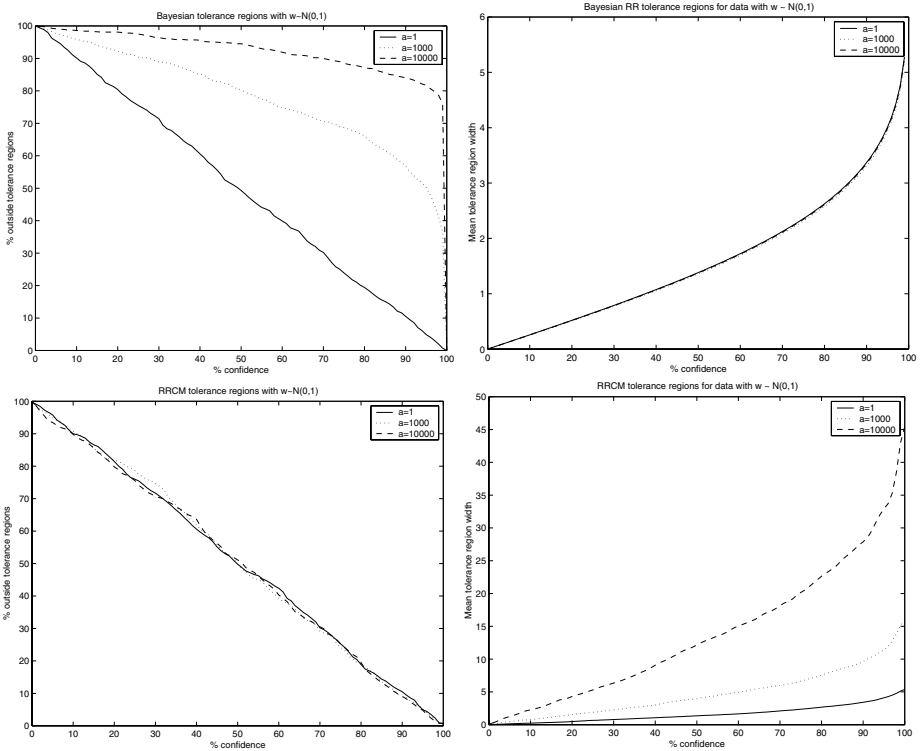 Bayesian tolerance regions with w~N(0,1)
% outside tolerance regions
100
90
80
70
60
50
40
30
20
10
0
0 10 20 30 40 50 60 70 80 90 100
% confidence
a=1
a=1000
a=10000
Bayesian RR tolerance regions for data with w ~ N(0,1)
Mean tolerance region width
6
5
4
3
2
1
0
0 10 20 30 40 50 60 70 80 90 100
% confidence
a=1
a=1000
a=10000
RRCM tolerance regions with w~N(0,1)
% outside tolerance regions
100
90
80
70
60
50
40
30
20
10
0
0 10 20 30 40 50 60 70 80 90 100
% confidence
a=1
a=1000
a=10000
RRCM tolerance regions for data with w ~ N(0,1)
Mean tolerance region width
50
45
40
35
30
25
20
15
10
5
0
0 10 20 30 40 50 60 70 80 90 100
% confidence
a=1
a=1000
a=10000